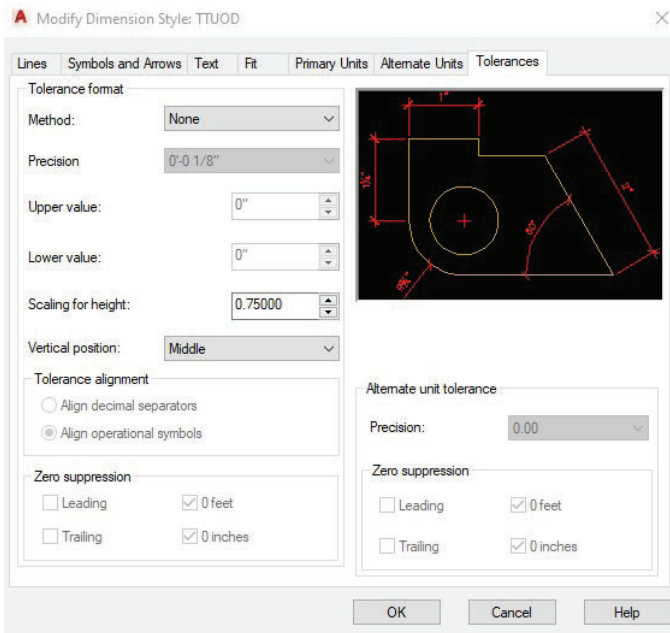 Modify Dimension Style: TTUOD
Lines Symbols and Arrows Text Fit Primary Units Alternate Units Tolerances
Tolerance format
Method: None
Precision 0'-0 1/8"
Upper value: 0"
Lower value: 0"
Scaling for height: 0.75000
Vertical position: Middle
Tolerance alignment
Align decimal separators
Align operational symbols
Zero suppression
Leading 0 feet
Trailing 0 inches
1"
2"
60°
Alternate unit tolerance
Precision: 0.00
Zero suppression
Leading 0 feet
Trailing 0 inches
OK Cancel Help